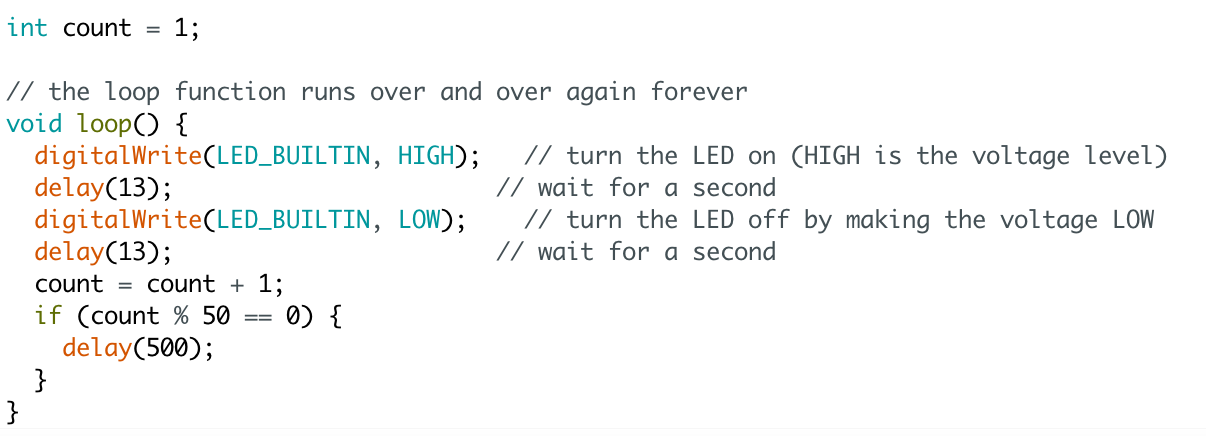 int count = 1;
// the loop function runs over and over again forever
void loop() {
  digitalWrite(LED_BUILTIN, HIGH);   // turn the LED on (HIGH is the voltage level)
  delay(13);                       // wait for a second
  digitalWrite(LED_BUILTIN, LOW);    // turn the LED off by making the voltage LOW
  delay(13);                       // wait for a second
  count = count + 1;
  if (count % 50 == 0) {
    delay(500);
  }
}